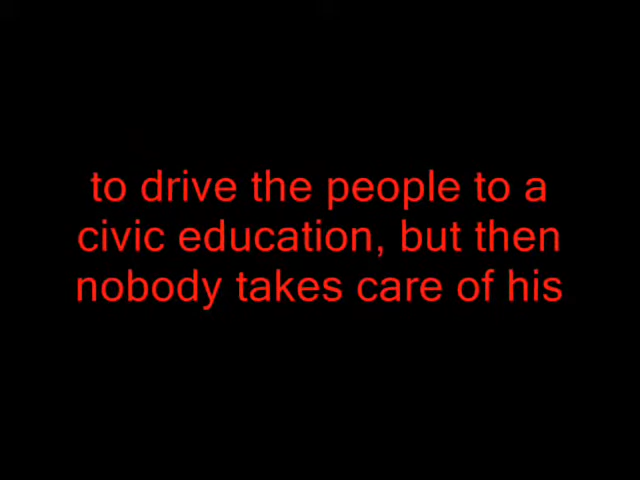 to drive the people to a
civic education, but then
nobody takes care of his